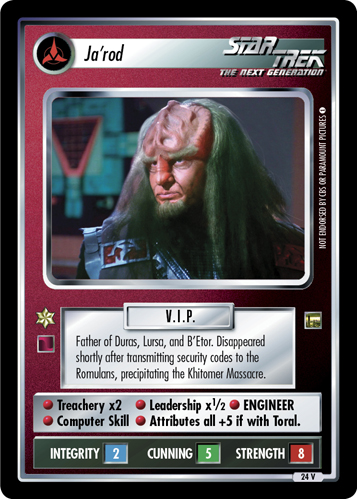 Ja'rod
STAR TREK
THE NEXT GENERATION
NOT ENDORSED BY CBS OR PARAMOUNT PICTURES
V.I.P.
Father of Duras, Lursa, and B'Etor. Disappeared
shortly after transmitting security codes to the
Romulans, precipitating the Khitomer Massacre.
Treachery x2 Leadership x1/2 ENGINEER
Computer Skill Attributes all +5 if with Toral.
INTEGRITY 2 CUNNING 5 STRENGTH 8
24 V